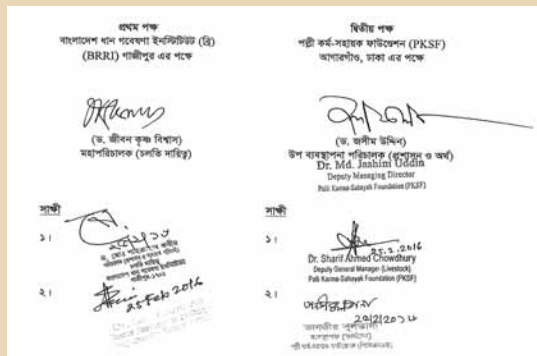 প্রথম পক্ষ
বাংলাদেশ ধান গবেষণা ইনস্টিটিউট (ব্রি)
(BRRI) গাজীপুর এর পক্ষে
(ড. জীবন কৃষ্ণ বিশ্বাস)
মহাপরিচালক (চলতি দায়িত্ব)
সাক্ষী
১।
২।
25 Feb 2016
দ্বিতীয় পক্ষ
পল্লী কর্ম-সহায়ক ফাউন্ডেশন (PKSF)
আগারগাঁও, ঢাকা এর পক্ষে
(ড. জসীম উদ্দিন)
উপ ব্যবস্থাপনা পরিচালক (প্রশাসন ও অর্থ)
Dr. Md. Jashim Uddin
Deputy Managing Director
Palli Karma-Sahayak Foundation (PKSF)
সাক্ষী
১।
25.2.2016
Dr. Sharif Ahmed Chowdhury
Deputy General Manager (Livestock)
Palli Karma-Sahayak Foundation (PKSF)
২।